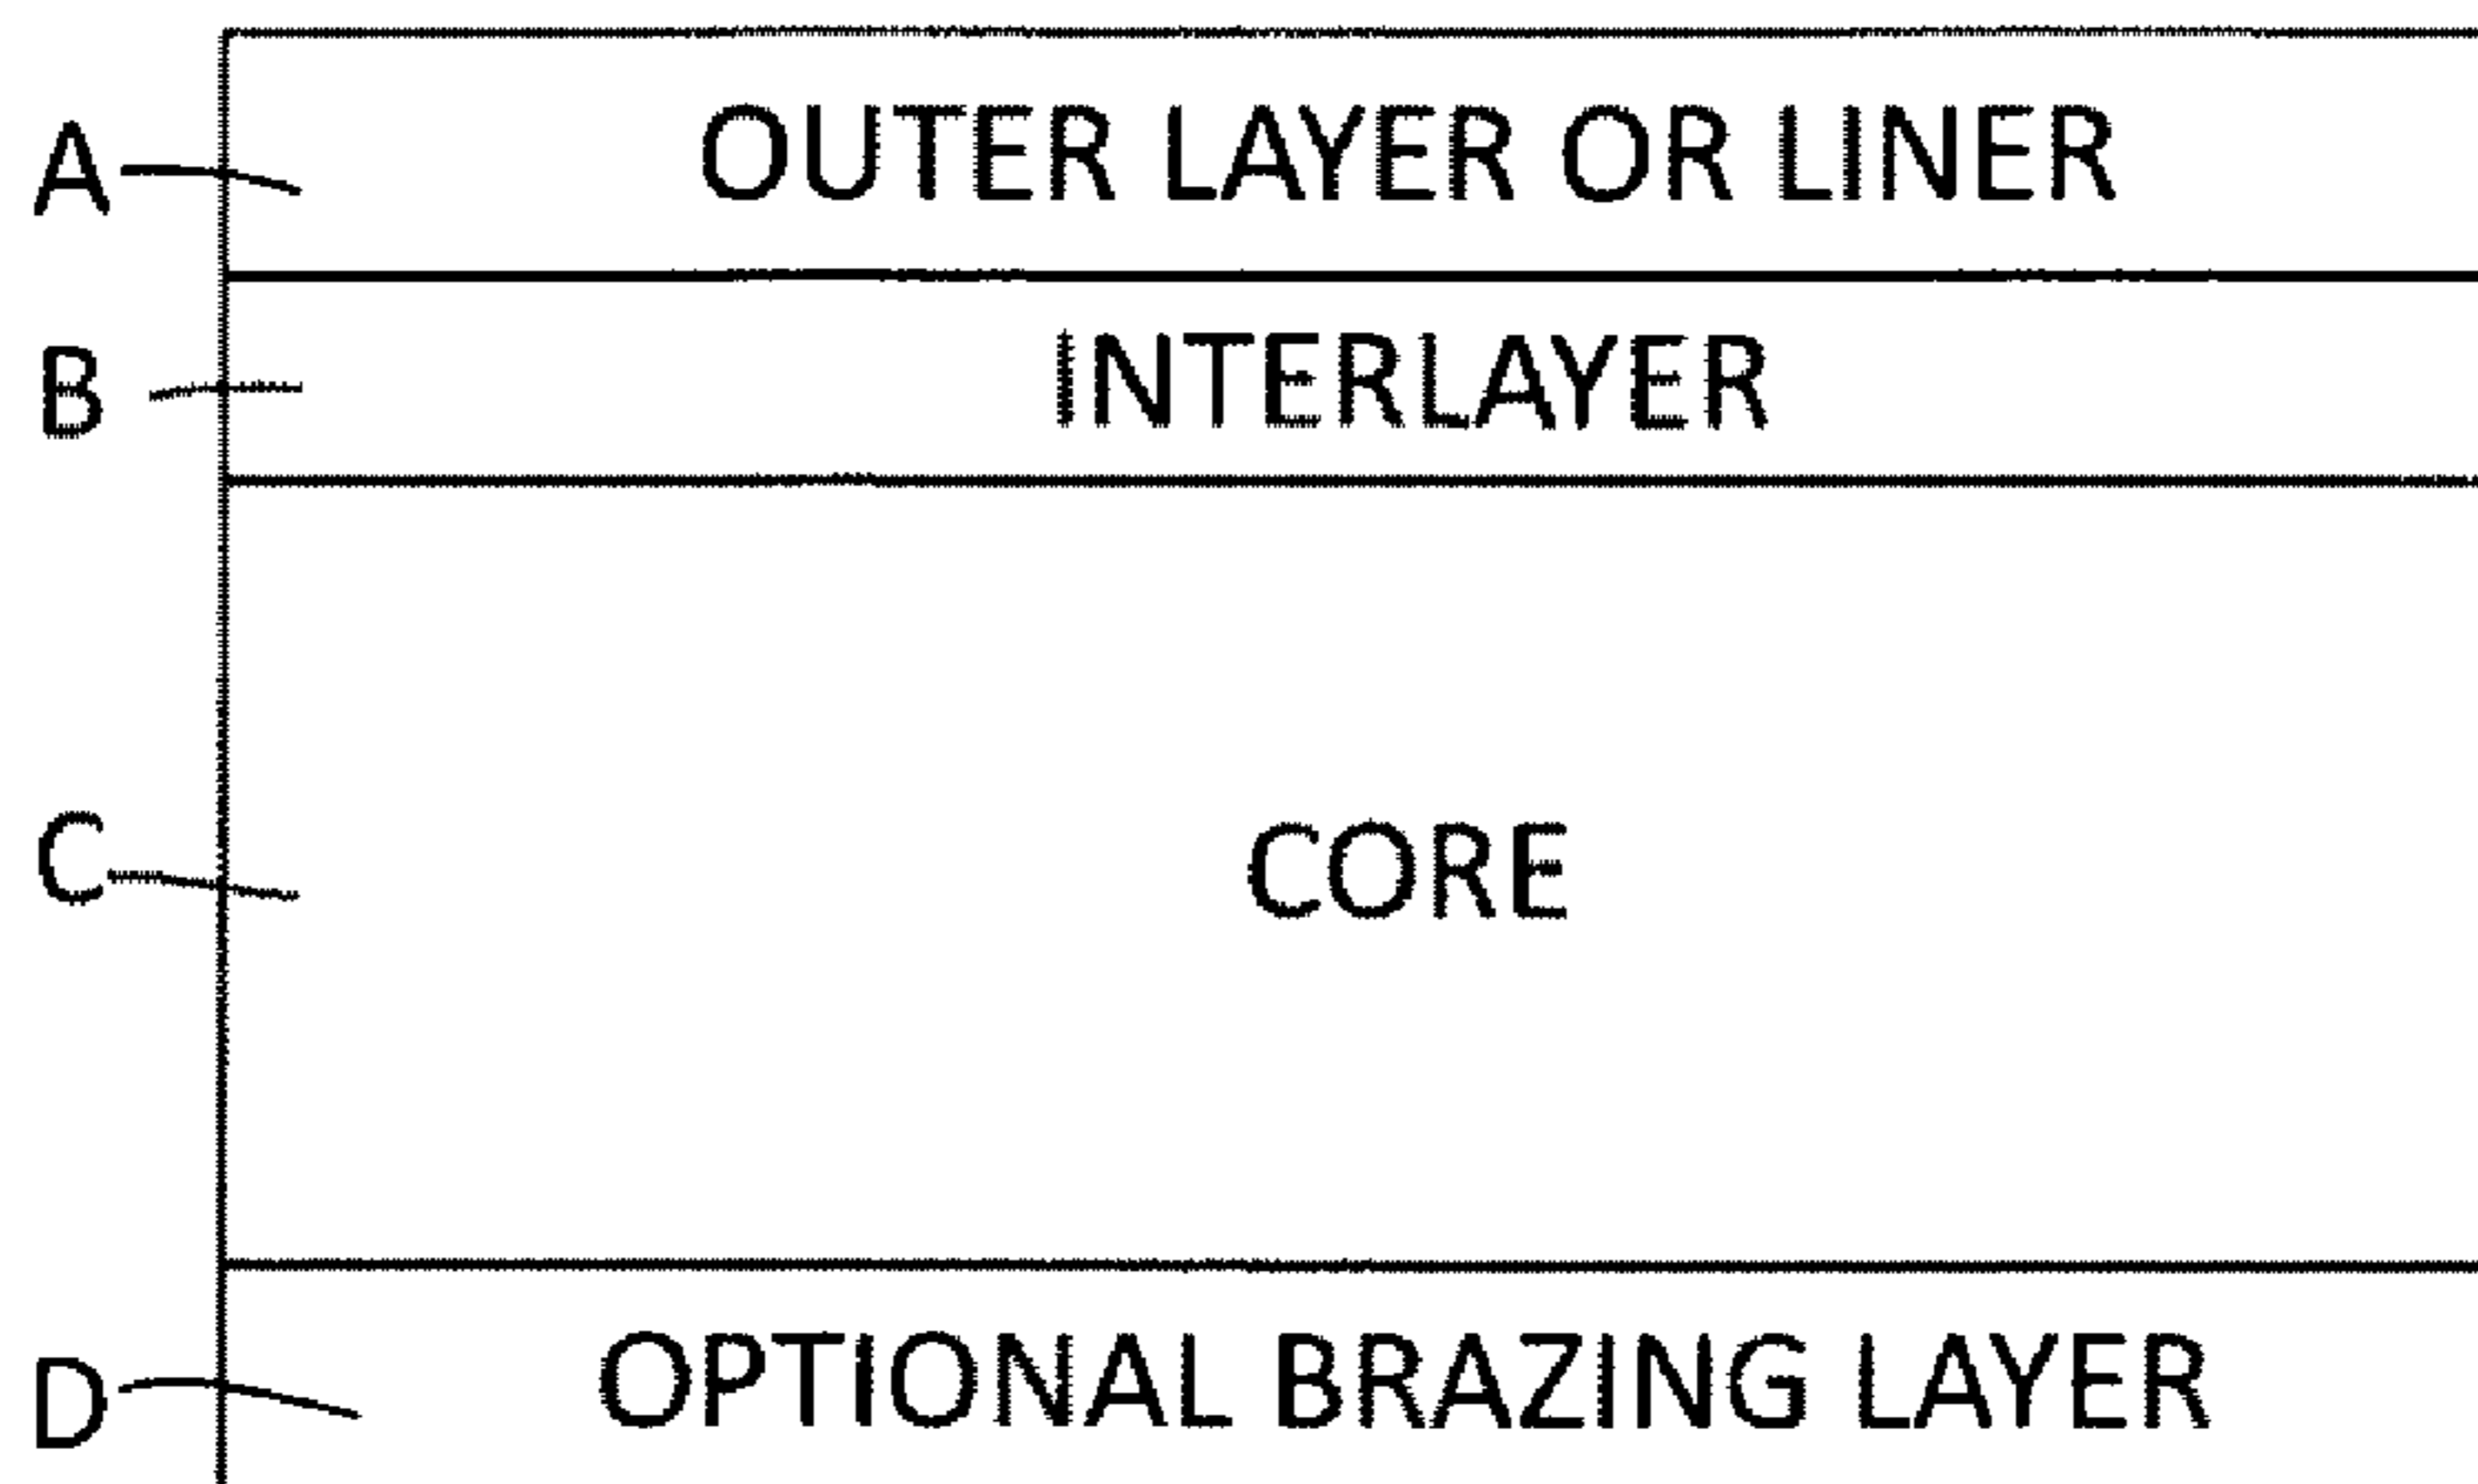 A OUTER LAYER OR LINER
B INTERLAYER
C CORE
D OPTIONAL BRAZING LAYER